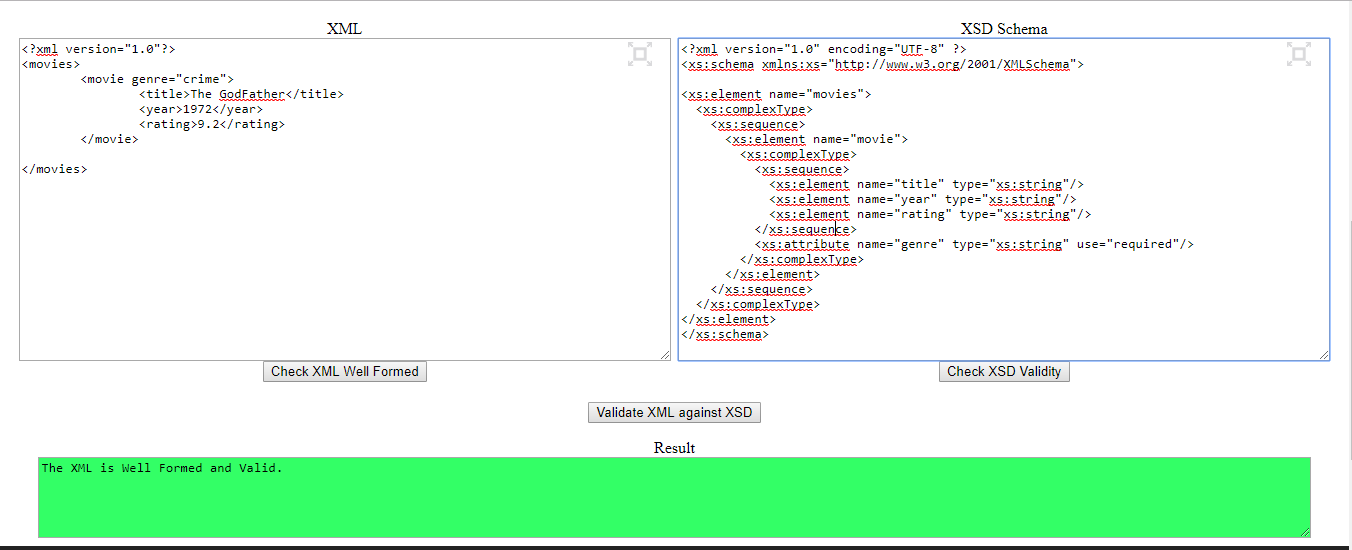 XML
<?xml version="1.0"?>
<movies>
        <movie genre="crime">
                <title>The GodFather</title>
                <year>1972</year>
                <rating>9.2</rating>
        </movie>

</movies>
Check XML Well Formed
XSD Schema
<?xml version="1.0" encoding="UTF-8" ?>
<xs:schema xmlns:xs="http://www.w3.org/2001/XMLSchema">

<xs:element name="movies">
  <xs:complexType>
    <xs:sequence>
      <xs:element name="movie">
        <xs:complexType>
          <xs:sequence>
            <xs:element name="title" type="xs:string"/>
            <xs:element name="year" type="xs:string"/>
            <xs:element name="rating" type="xs:string"/>
          </xs:sequence>
          <xs:attribute name="genre" type="xs:string" use="required"/>
        </xs:complexType>
      </xs:element>
    </xs:sequence>
  </xs:complexType>
</xs:element>
</xs:schema>
Check XSD Validity
Validate XML against XSD
Result
The XML is Well Formed and Valid.